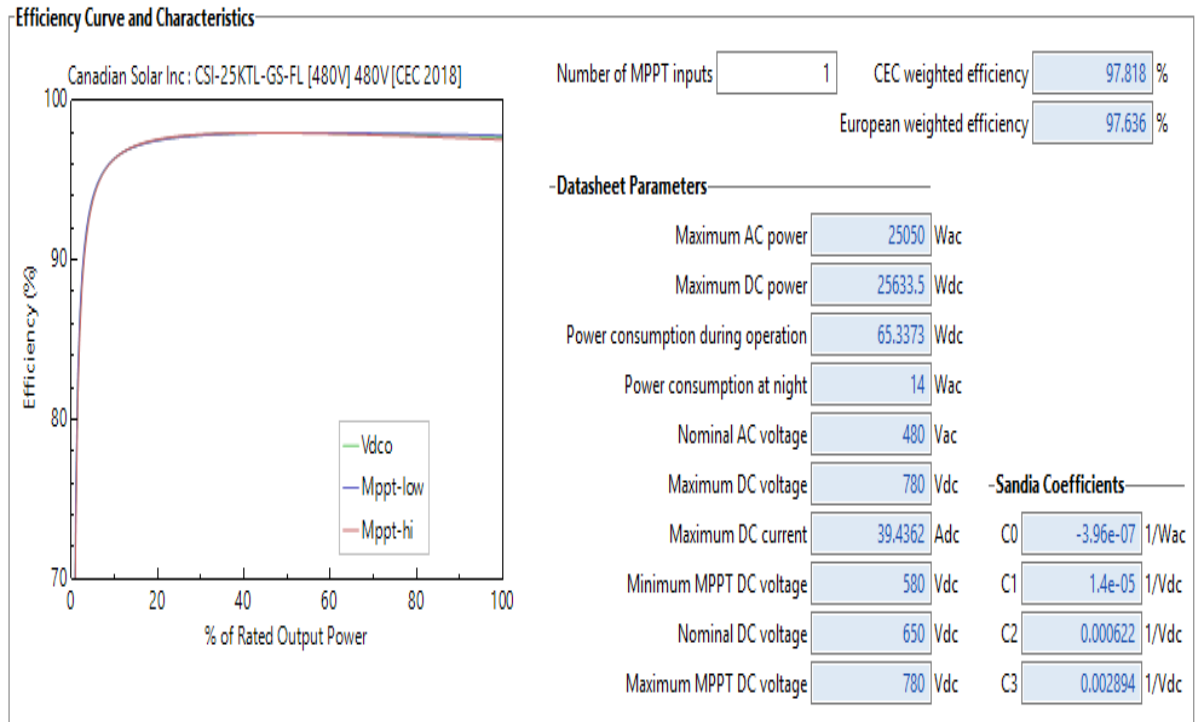 Efficiency Curve and Characteristics
Canadian Solar Inc : CSI-25KTL-GS-FL [480V] 480V [CEC 2018]
100
90
80
70
Efficiency (%)
0 20 40 60 80 100
% of Rated Output Power
Vdco
Mppt-low
Mppt-hi
Number of MPPT inputs 1
CEC weighted efficiency 97.818 %
European weighted efficiency 97.636 %
Datasheet Parameters
Maximum AC power 25050 Wac
Maximum DC power 25633.5 Wdc
Power consumption during operation 65.3373 Wdc
Power consumption at night 14 Wac
Nominal AC voltage 480 Vac
Maximum DC voltage 780 Vdc
Maximum DC current 39.4362 Adc
Minimum MPPT DC voltage 580 Vdc
Nominal DC voltage 650 Vdc
Maximum MPPT DC voltage 780 Vdc
Sandia Coefficients
C0 -3.96e-07 1/Wac
C1 1.4e-05 1/Vdc
C2 0.000622 1/Vdc
C3 0.002894 1/Vdc